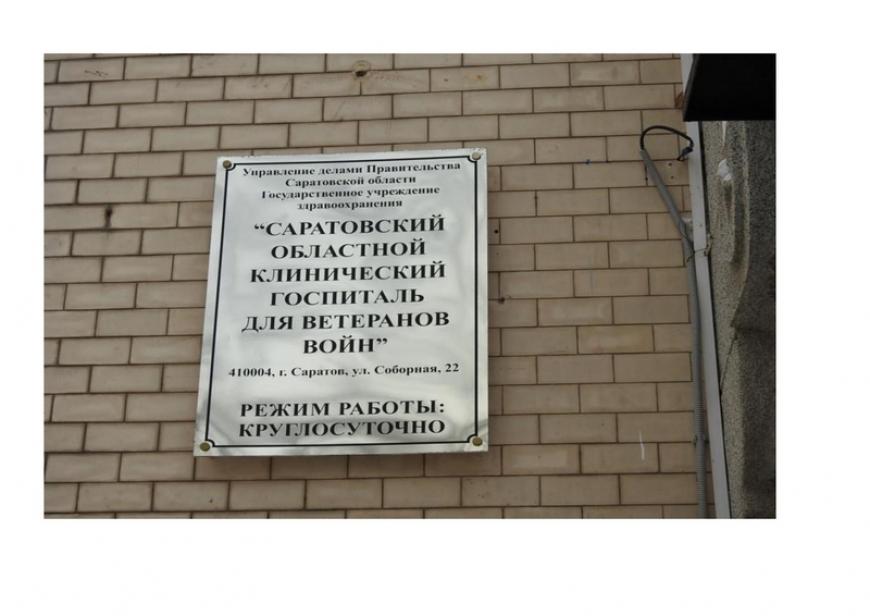 Управление делами Правительства
Саратовской области
Государственное учреждение
здравоохранения
“САРАТОВСКИЙ
ОБЛАСТНОЙ
КЛИНИЧЕСКИЙ
ГОСПИТАЛЬ
ДЛЯ ВЕТЕРАНОВ
ВОЙН”
410004, г. Саратов, ул. Соборная, 22
РЕЖИМ РАБОТЫ:
КРУГЛОСУТОЧНО